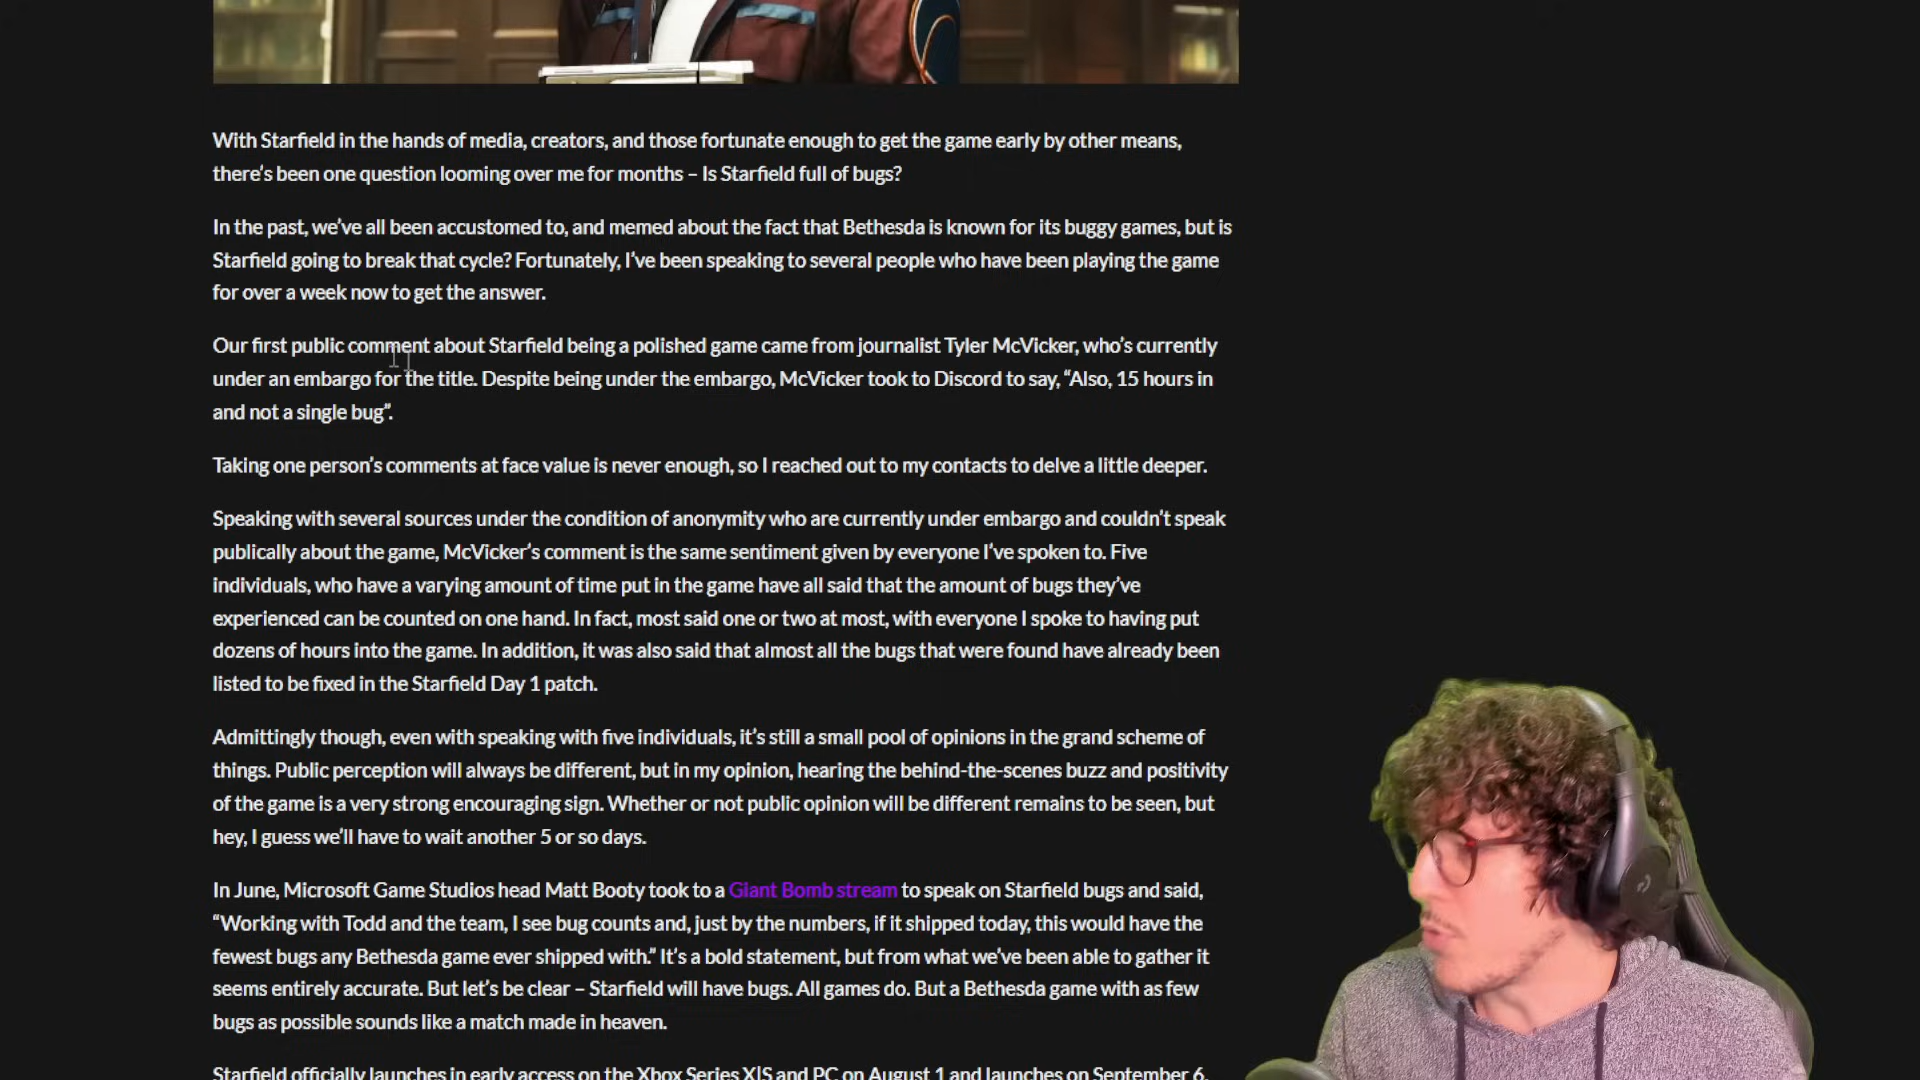 With Starfield in the hands of media, creators, and those fortunate enough to get the game early by other means,
there's been one question looming over me for months – Is Starfield full of bugs?
In the past, we've all been accustomed to, and memed about the fact that Bethesda is known for its buggy games, but is
Starfield going to break that cycle? Fortunately, I've been speaking to several people who have been playing the game
for over a week now to get the answer.
Our first public comment about Starfield being a polished game came from journalist Tyler McVicker, who's currently
under an embargo for the title. Despite being under the embargo, McVicker took to Discord to say, “Also, 15 hours in
and not a single bug”.
Taking one person's comments at face value is never enough, so I reached out to my contacts to delve a little deeper.
Speaking with several sources under the condition of anonymity who are currently under embargo and couldn't speak
publically about the game, McVicker's comment is the same sentiment given by everyone I've spoken to. Five
individuals, who have a varying amount of time put in the game have all said that the amount of bugs they've
experienced can be counted on one hand. In fact, most said one or two at most, with everyone I spoke to having put
dozens of hours into the game. In addition, it was also said that almost all the bugs that were found have already been
listed to be fixed in the Starfield Day 1 patch.
Admittingly though, even with speaking with five individuals, it's still a small pool of opinions in the grand scheme of
things. Public perception will always be different, but in my opinion, hearing the behind-the-scenes buzz and positivity
of the game is a very strong encouraging sign. Whether or not public opinion will be different remains to be seen, but
hey, I guess we'll have to wait another 5 or so days.
In June, Microsoft Game Studios head Matt Booty took to a Giant Bomb stream to speak on Starfield bugs and said,
“Working with Todd and the team, I see bug counts and, just by the numbers, if it shipped today, this would have the
fewest bugs any Bethesda game ever shipped with.” It's a bold statement, but from what we've been able to gather it
seems entirely accurate. But let's be clear – Starfield will have bugs. All games do. But a Bethesda game with as few
bugs as possible sounds like a match made in heaven.
Starfield officially launches in early access on the Xbox Series X|S and PC on August 1 and launches on September 6.